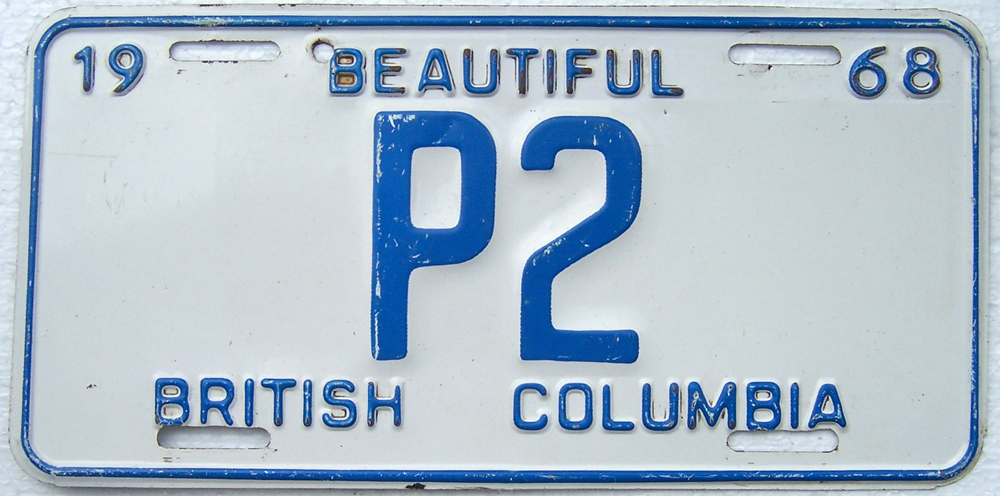 19 BEAUTIFUL 68
P2
BRITISH COLUMBIA